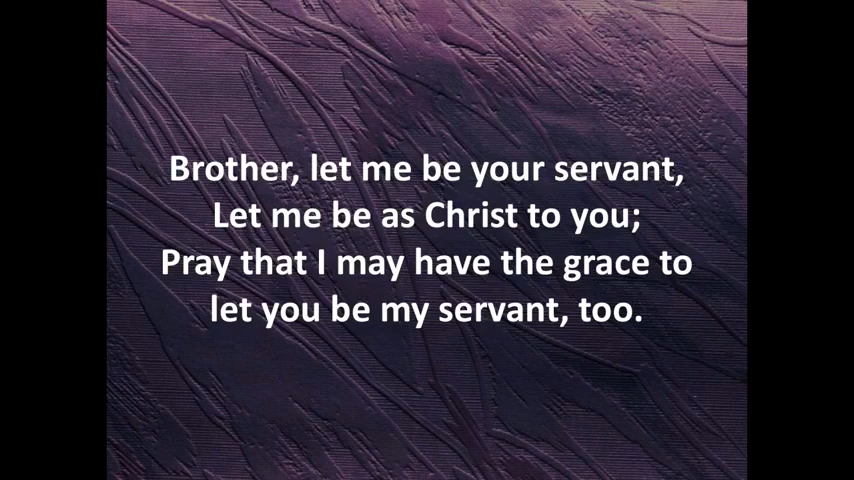 Brother, let me be your servant,
Let me be as Christ to you;
Pray that I may have the grace to
let you be my servant, too.